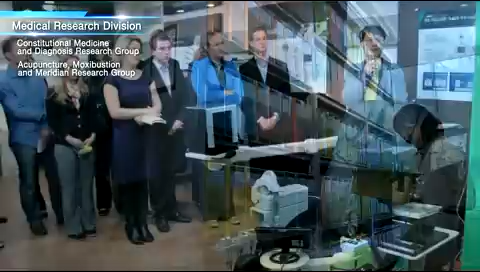 Medical Research Division
Constitutional Medicine
and Diagnosis Research Group
Acupuncture, Moxibustion
and Meridian Research Group